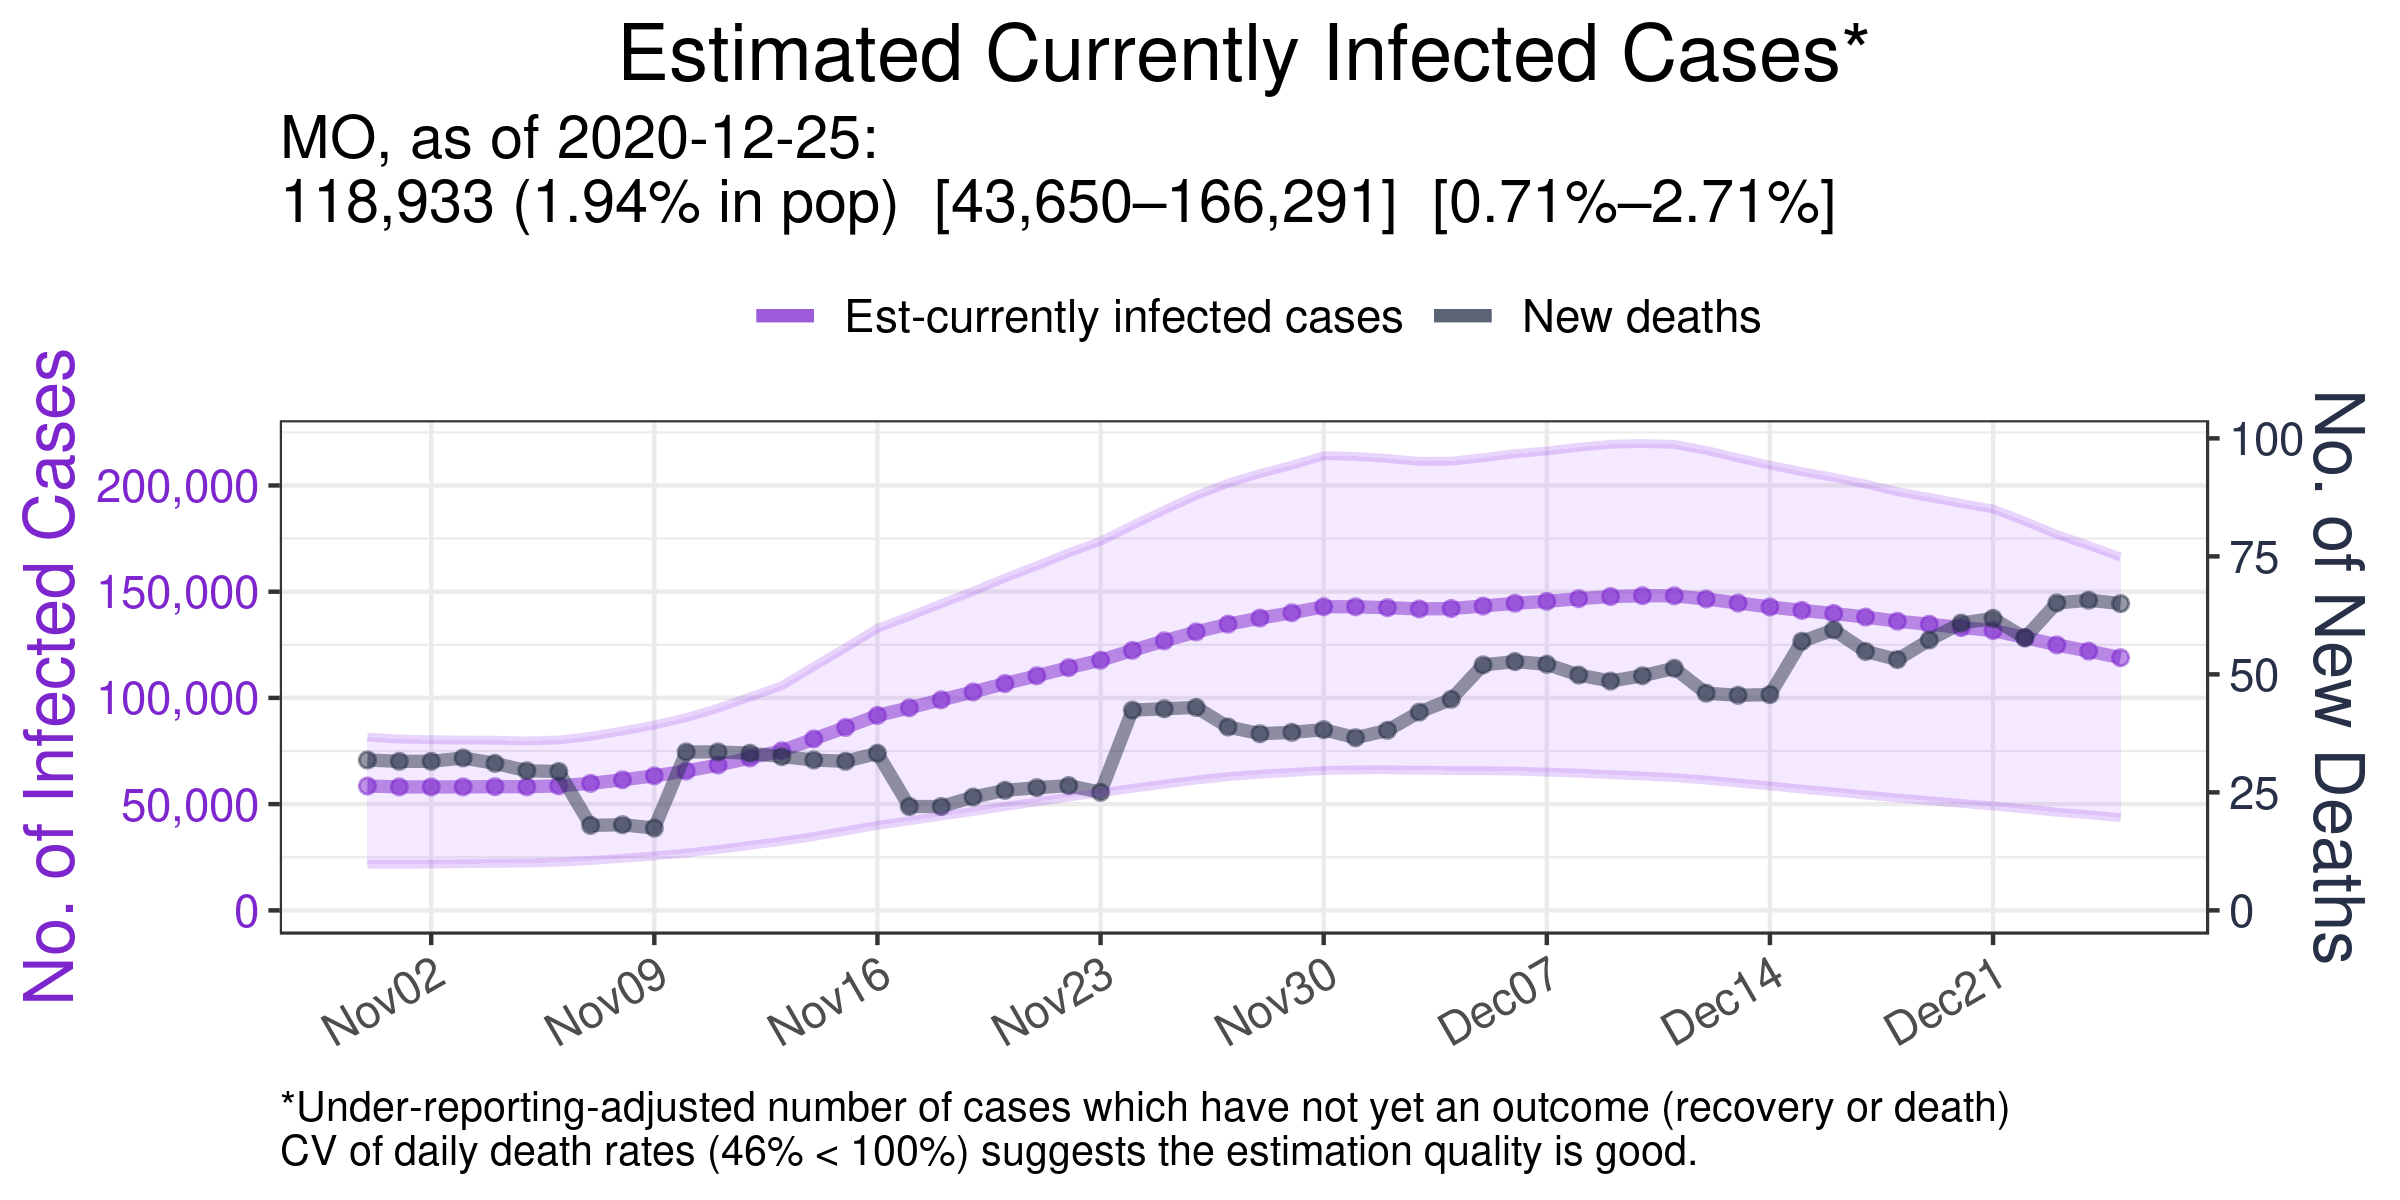 Estimated Currently Infected Cases*
MO, as of 2020-12-25:
118,933 (1.94% in pop) [43,650–166,291] [0.71%–2.71%]
Est-currently infected cases
New deaths
No. of Infected Cases
200,000
150,000
100,000
50,000
0
100
75
50
25
0
No. of New Deaths
Nov02
Nov09
Nov16
Nov23
Nov30
Dec07
Dec14
Dec21
*Under-reporting-adjusted number of cases which have not yet an outcome (recovery or death)
CV of daily death rates (46% < 100%) suggests the estimation quality is good.